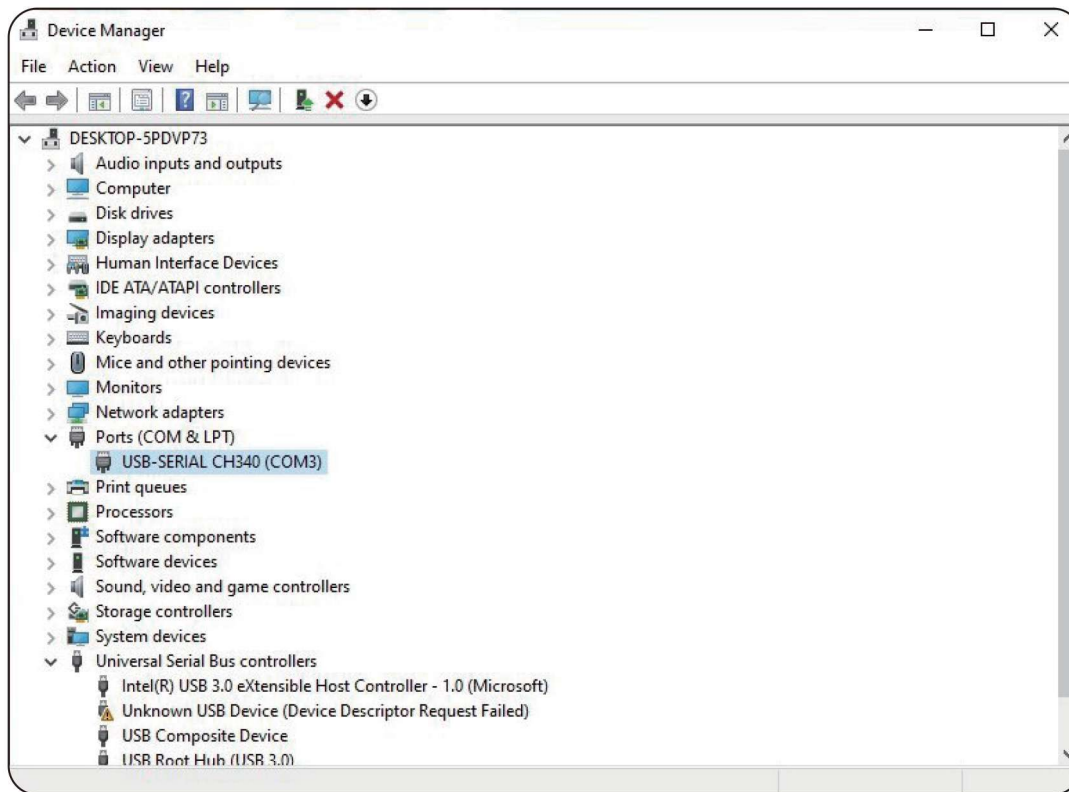 Device Manager
File Action View Help
DESKTOP-5PDVP73
Audio inputs and outputs
Computer
Disk drives
Display adapters
Human Interface Devices
IDE ATA/ATAPI controllers
Imaging devices
Keyboards
Mice and other pointing devices
Monitors
Network adapters
Ports (COM & LPT)
USB-SERIAL CH340 (COM3)
Print queues
Processors
Software components
Software devices
Sound, video and game controllers
Storage controllers
System devices
Universal Serial Bus controllers
Intel(R) USB 3.0 eXtensible Host Controller - 1.0 (Microsoft)
Unknown USB Device (Device Descriptor Request Failed)
USB Composite Device
USB Root Hub (USB 3.0)